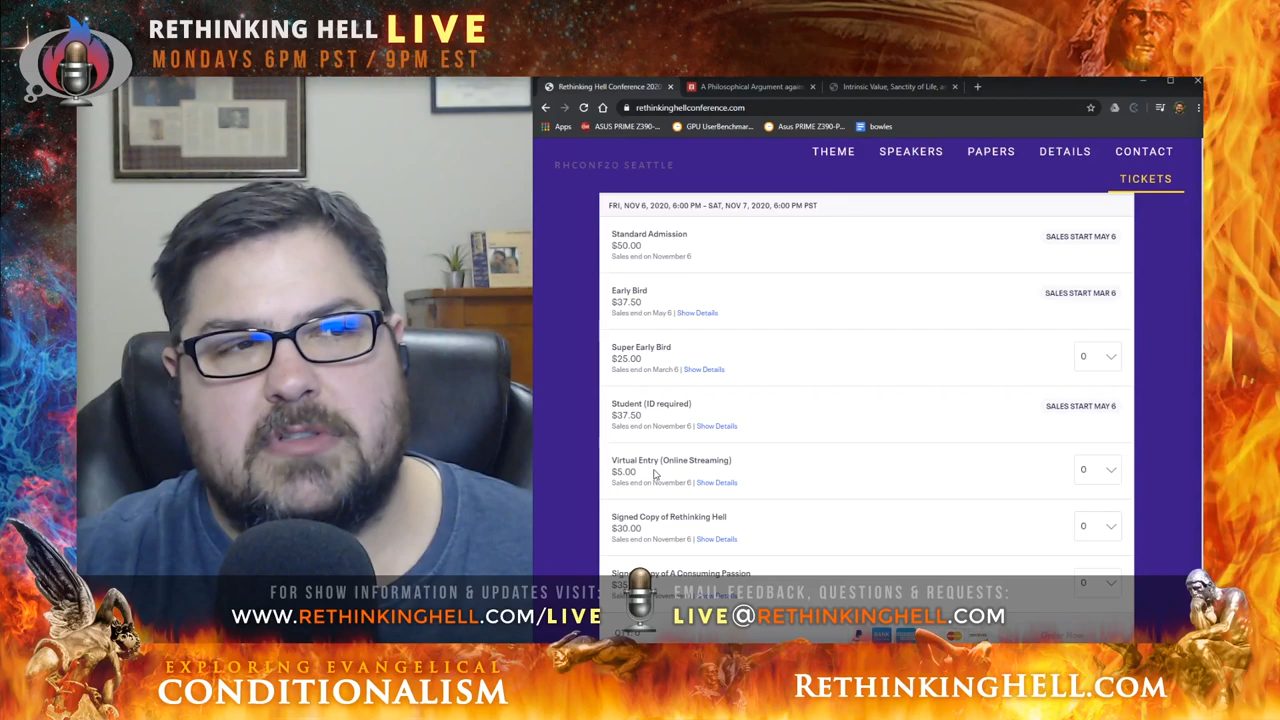 RETHINKING HELL LIVE
MONDAYS 6PM PST / 9PM EST
Rethinking Hell Conference 2020
A Philosophical Argument again
Intrinsic Value, Sanctity of Life, a
rethinkinghellconference.com
Apps
ASUS PRIME Z390-...
GPU UserBenchmar...
Asus PRIME Z390-P...
bowles
RHCONF20 SEATTLE
THEME
SPEAKERS
PAPERS
DETAILS
CONTACT
TICKETS
FRI, NOV 6, 2020, 6:00 PM – SAT, NOV 7, 2020, 6:00 PM PST
Standard Admission
$50.00
Sales end on November 6
SALES START MAY 6
Early Bird
$37.50
Sales end on May 6 | Show Details
SALES START MAR 6
Super Early Bird
$25.00
Sales end on March 6 | Show Details
0
Student (ID required)
$37.50
Sales end on November 6 | Show Details
SALES START MAY 6
Virtual Entry (Online Streaming)
$5.00
Sales end on November 6 | Show Details
0
Signed Copy of Rethinking Hell
$30.00
Sales end on November 6 | Show Details
0
Copy of A Consuming Passion
0
FOR SHOW INFORMATION & UPDATES VISIT:
WWW.RETHINKINGHELL.COM/LIVE
EMAIL FEEDBACK, QUESTIONS & REQUESTS:
LIVE@RETHINKINGHELL.COM
Order Now
EXPLORING EVANGELICAL
CONDITIONALISM
RETHINKINGHELL.COM